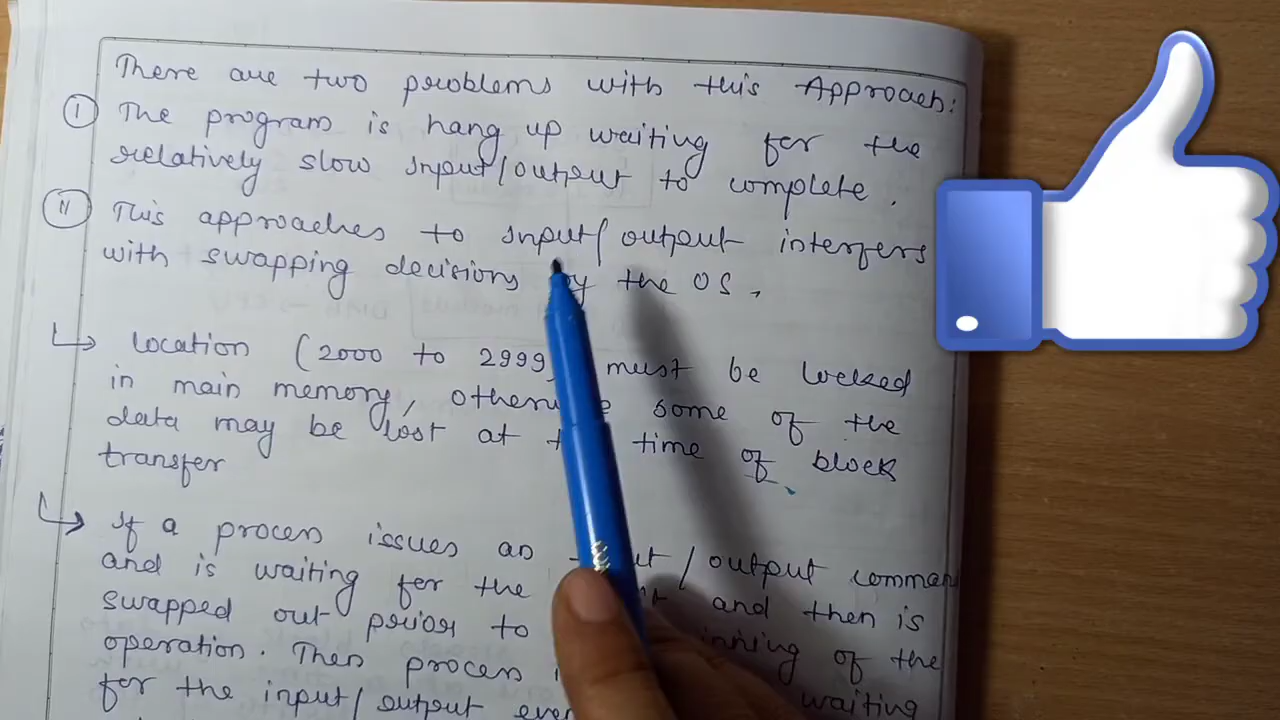 There are two problems with this Approach:
I The program is hang up waiting for the
relatively slow input/output to complete.
II This approaches to input/output interfers
with swapping decisions by the OS.
↳ location (2000 to 2999) must be locked
in main memory, otherwise some of the
data may be lost at the time of block
transfer
↳ If a process issues an /output comman
and is waiting for the and then is
swapped out prior to of the
operation. Then process waiting
for the input/output